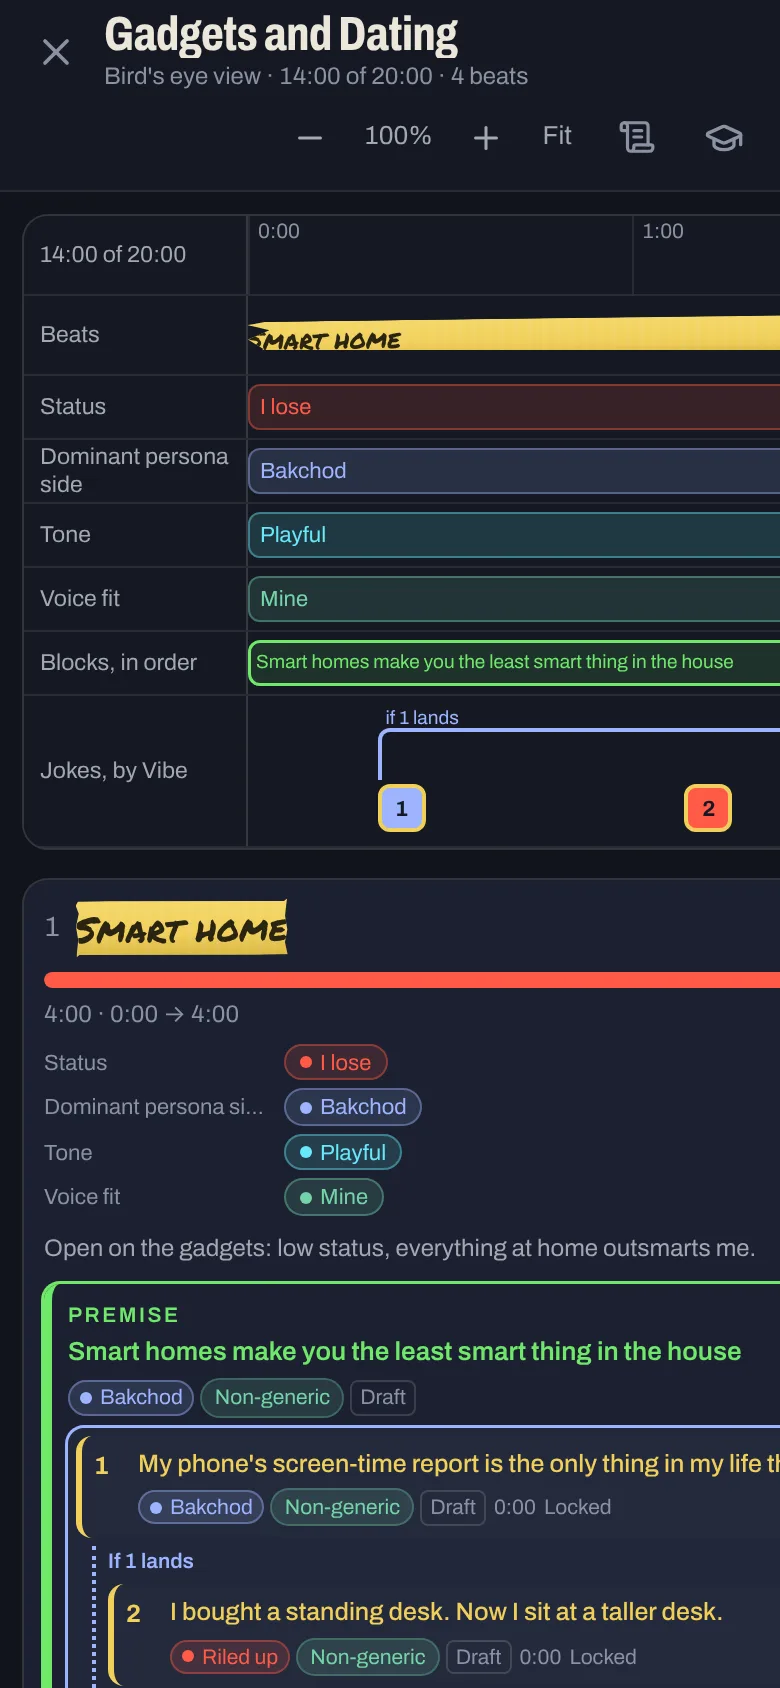 Gadgets and Dating
Bird's eye view · 14:00 of 20:00 · 4 beats
100%
Fit
14:00 of 20:00
0:00
1:00
Beats
SMART HOME
Status
I lose
Dominant persona side
Bakchod
Tone
Playful
Voice fit
Mine
Blocks, in order
Smart homes make you the least smart thing in the house
Jokes, by Vibe
if 1 lands
1
2
1 SMART HOME
4:00 · 0:00 → 4:00
Status
I lose
Dominant persona si...
Bakchod
Tone
Playful
Voice fit
Mine
Open on the gadgets: low status, everything at home outsmarts me.
PREMISE
Smart homes make you the least smart thing in the house
Bakchod Non-generic Draft
1 My phone's screen-time report is the only thing in my life
Bakchod Non-generic Draft 0:00 Locked
If 1 lands
2 I bought a standing desk. Now I sit at a taller desk.
Riled up Non-generic Draft 0:00 Locked